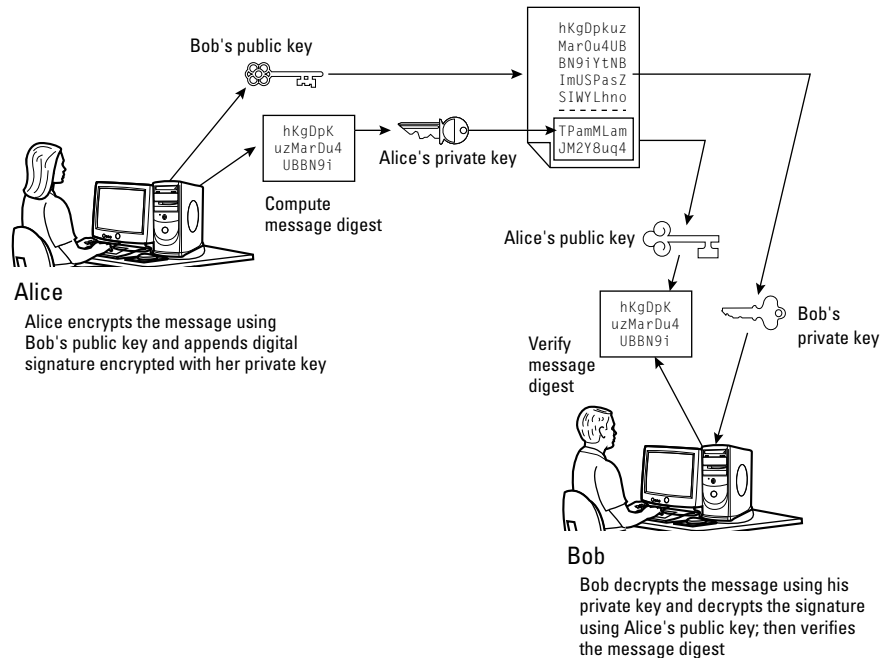 Bob's public key
hKgDpkuz
MarOu4UB
BN9iYtNB
ImUSPasZ
SIWYLhno
TPamMLam
JM2Y8uq4
hKgDpK
uzMarDu4
UBBN9i
Alice's private key
Compute
message digest
Alice's public key
Alice
Alice encrypts the message using
Bob's public key and appends digital
signature encrypted with her private key
hKgDpK
uzMarDu4
UBBN9i
Verify
message
digest
Bob's
private key
Bob
Bob decrypts the message using his
private key and decrypts the signature
using Alice's public key; then verifies
the message digest